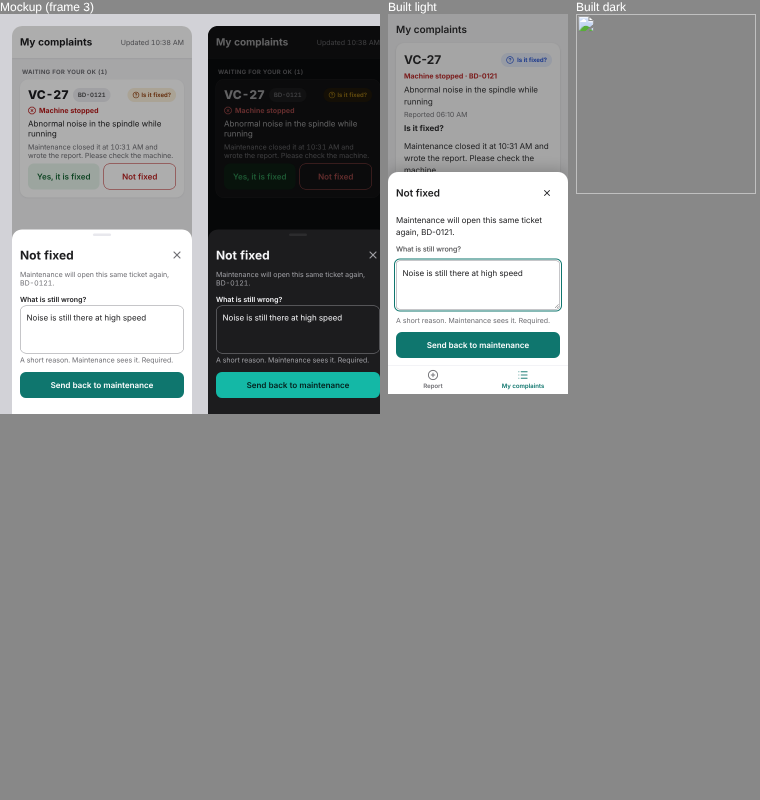 Mockup (frame 3)
My complaints
Updated 10:38 AM
WAITING FOR YOUR OK (1)
VC-27
BD-0121
Is it fixed?
Machine stopped
Abnormal noise in the spindle while
running
Maintenance closed it at 10:31 AM and
wrote the report. Please check the machine.
Yes, it is fixed
Not fixed
Not fixed
Maintenance will open this same ticket again,
BD-0121.
What is still wrong?
Noise is still there at high speed
A short reason. Maintenance sees it. Required.
Send back to maintenance
My complaints
Updated 10:38 AM
WAITING FOR YOUR OK (1)
VC-27
BD-0121
Is it fixed?
Machine stopped
Abnormal noise in the spindle while
running
Maintenance closed it at 10:31 AM and
wrote the report. Please check the machine.
Yes, it is fixed
Not fixed
Not fixed
Maintenance will open this same ticket again,
BD-0121.
What is still wrong?
Noise is still there at high speed
A short reason. Maintenance sees it. Required.
Send back to maintenance
Built light
My complaints
VC-27
Is it fixed?
Machine stopped · BD-0121
Abnormal noise in the spindle while
running
Reported 06:10 AM
Is it fixed?
Maintenance closed it at 10:31 AM and
wrote the report. Please check the
machine
Not fixed
Maintenance will open this same ticket
again, BD-0121.
What is still wrong?
Noise is still there at high speed
A short reason. Maintenance sees it. Required.
Send back to maintenance
Report
My complaints
Built dark